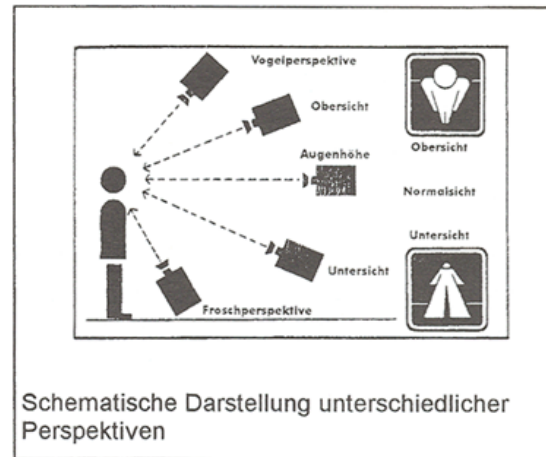 Vogelperspektive
Obersicht
Obersicht
Augenhöhe
Normalsicht
Untersicht
Untersicht
Froschperspektive
Schematische Darstellung unterschiedlicher
Perspektiven